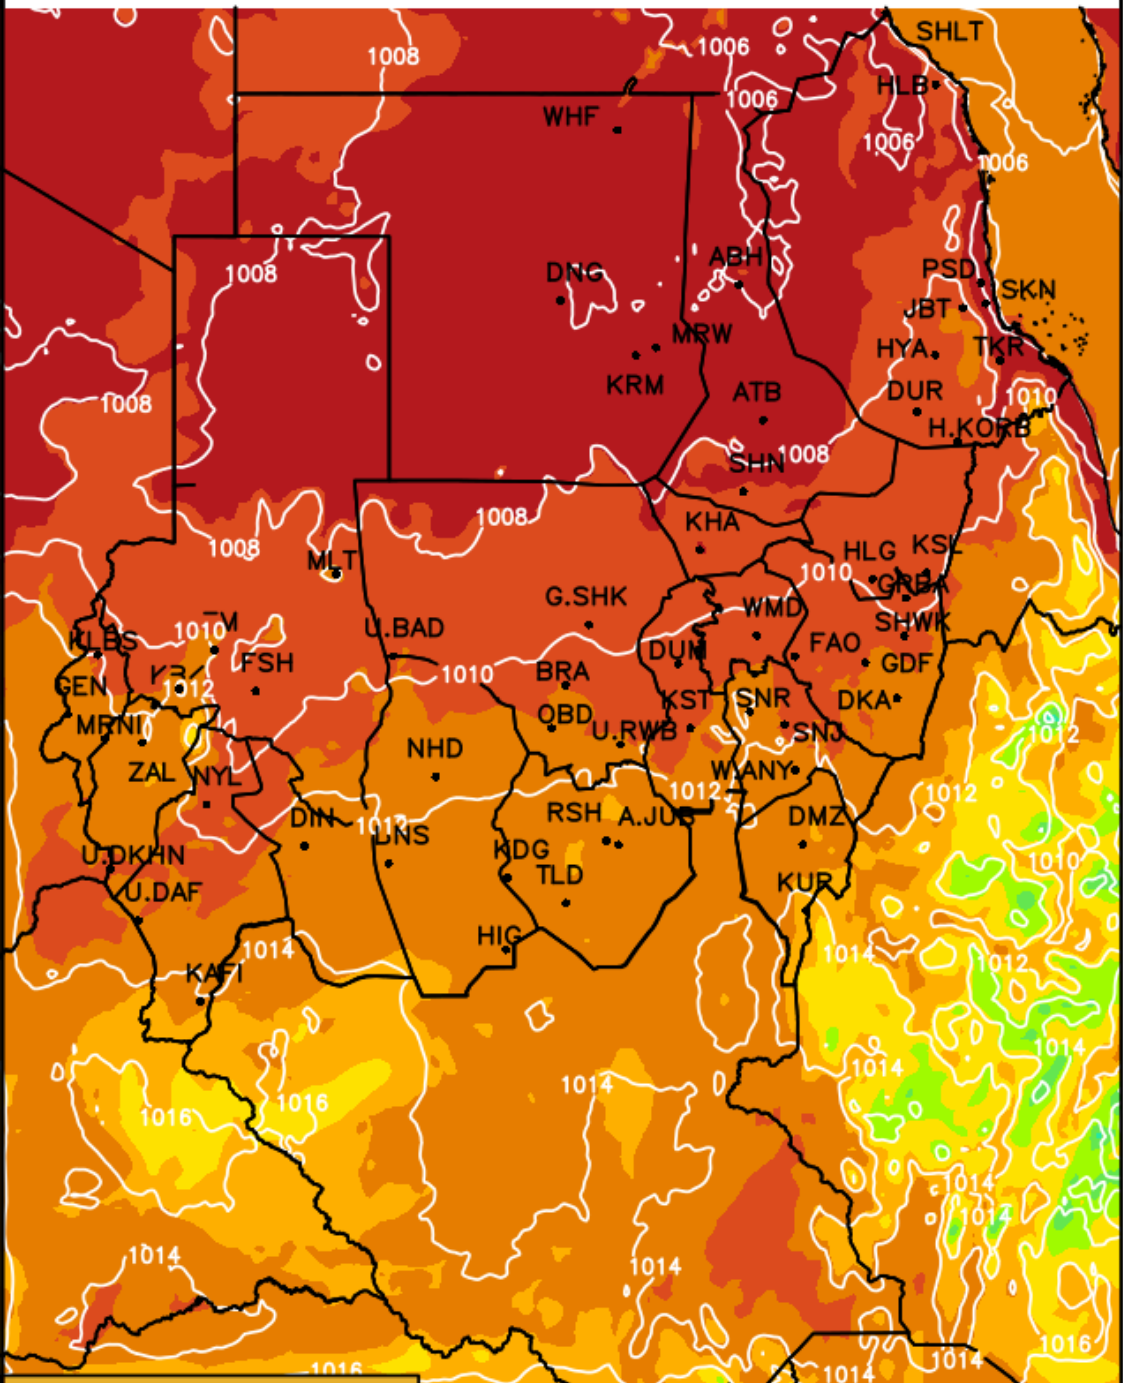 SHLT
1006
1008
HLB
1006
WHF
1006
1006
ABH
PSD
1008
DNG
SKN
JBT
MRW
HYA
TKR
KRM
ATB
DUR
1010
1008
H.KORB
1008
SHN
1008
KHA
1008
HLG
KSL
MLT
1010
GRBA
G.SHK
WMD
SHWK
1010
U.BAD
KLBS
DUM
FAO
FSH
GDF
BRA
1010
GEN
1012
KST
SNR
DKA
OBD
MRNI
U.RWB
SNJ
1012
NHD
ZAL
NYL
W.ANY
1012
1012
RSH
A.JUB
DMZ
DIN
1012
LNS
KDG
U.DKHN
1010
TLD
KUR
U.DAF
HIG
1014
1014
1012
KAFI
1014
1014
1014
1016
1016
1014
1014
1014
1014
1016
1014
1016
1014